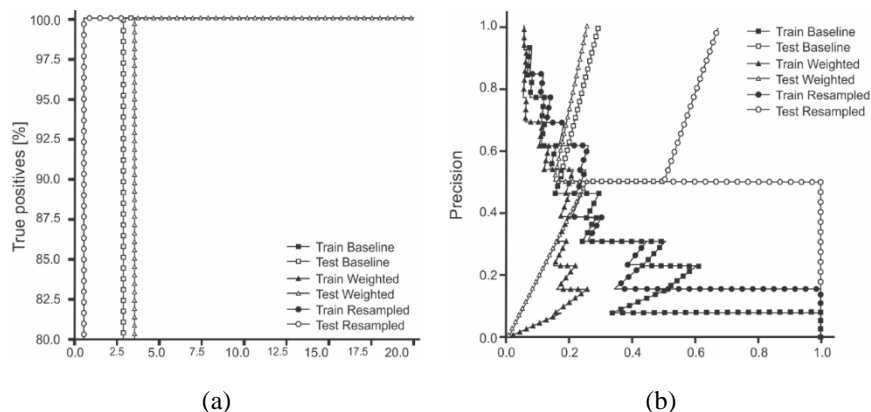 True positives [%]
100.0
97.5
95.0
92.5
90.0
87.5
85.0
82.5
80.0
0.0 2.5 5.0 7.5 10.0 12.5 15.0 17.5 20.0
Train Baseline
Test Baseline
Train Weighted
Test Weighted
Train Resampled
Test Resampled
(a)
Precision
1.0
0.8
0.6
0.4
0.2
0.0
0.0 0.2 0.4 0.6 0.8 1.0
Train Baseline
Test Baseline
Train Weighted
Test Weighted
Train Resampled
Test Resampled
(b)